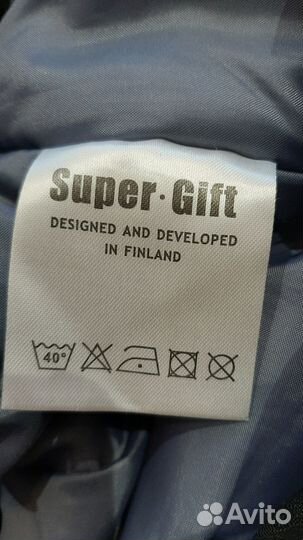 Super·Gift
DESIGNED AND DEVELOPED
IN FINLAND
40°
Avito